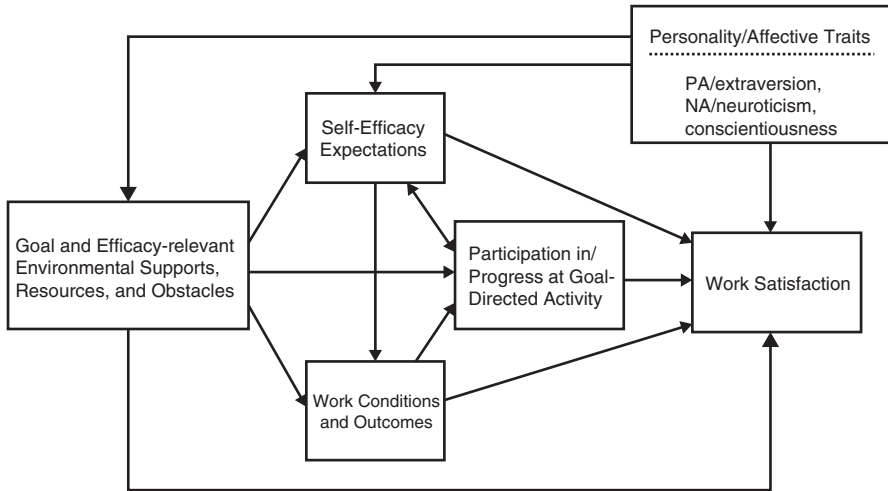 Personality/Affective Traits
PA/extraversion,
NA/neuroticism,
conscientiousness
Self-Efficacy
Expectations
Goal and Efficacy-relevant
Environmental Supports,
Resources, and Obstacles
Participation in/
Progress at Goal-
Directed Activity
Work Satisfaction
Work Conditions
and Outcomes